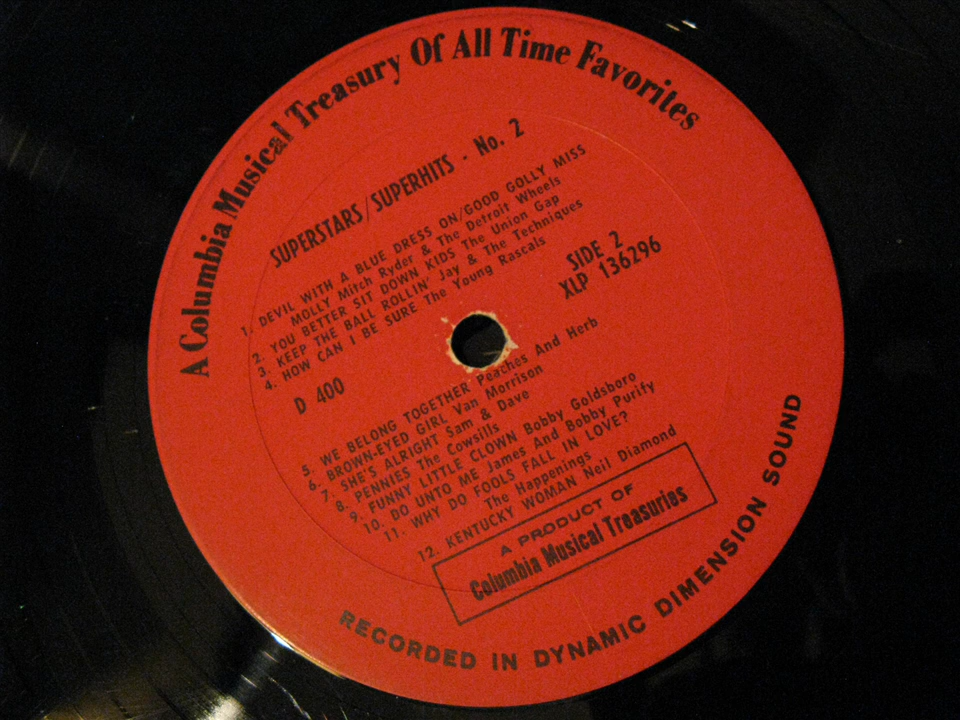 A Columbia Musical Treasury Of All Time Favorites
SUPERSTARS/SUPERHITS · No. 2
1. DEVIL WITH A BLUE DRESS ON/GOOD GOLLY MISS
MOLLY Mitch Ryder & The Detroit Wheels
2. YOU BETTER SIT DOWN KIDS The Union Gap
3. KEEP THE BALL ROLLIN' Jay & The Techniques
4. HOW CAN I BE SURE The Young Rascals
SIDE 2
XLP 136296
D 400
5. WE BELONG TOGETHER Peaches And Herb
6. BROWN-EYED GIRL Van Morrison
7. SHE'S ALRIGHT Sam & Dave
8. PENNIES The Cowsills
9. FUNNY LITTLE CLOWN Bobby Goldsboro
10. DO UNTO ME James And Bobby Purify
11. WHY DO FOOLS FALL IN LOVE?
The Happenings
12. KENTUCKY WOMAN Neil Diamond
A PRODUCT OF
Columbia Musical Treasuries
RECORDED IN DYNAMIC DIMENSION SOUND